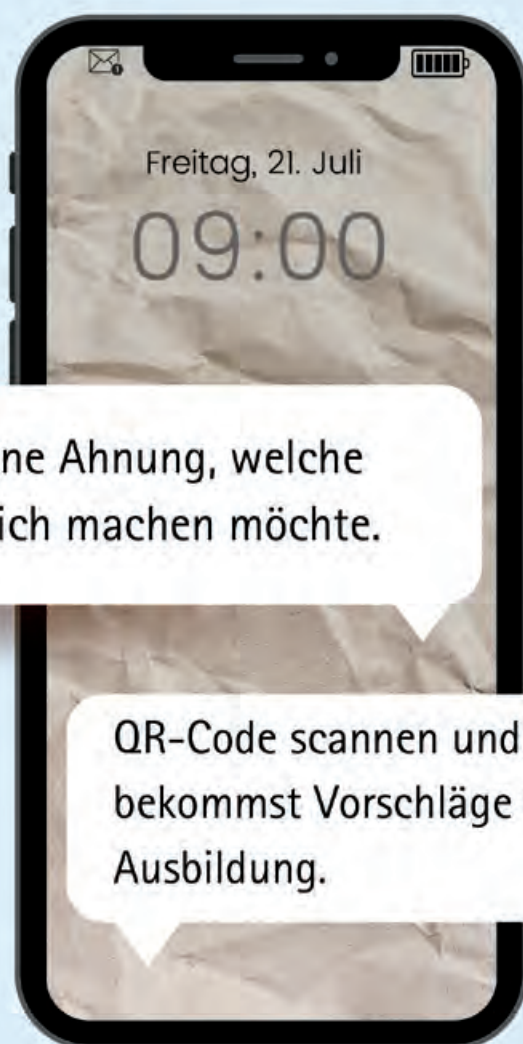 Freitag, 21. Juli
09:00
ne Ahnung, welche
ich machen möchte.
QR-Code scannen und
bekommst Vorschläge
Ausbildung.